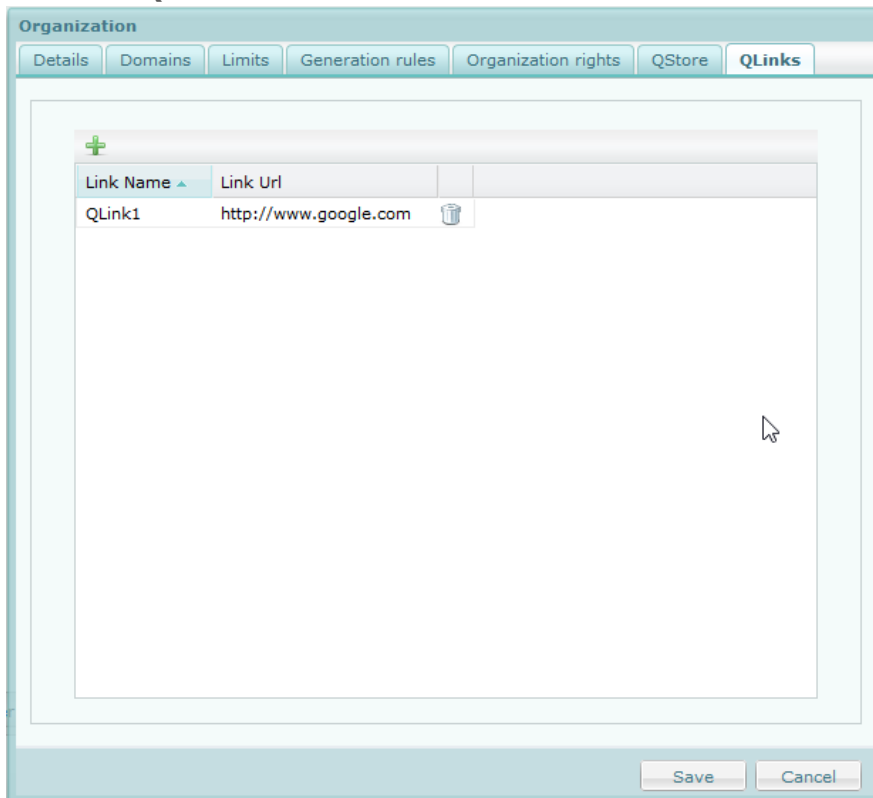 Organization
Details Domains Limits Generation rules Organization rights QStore QLinks
Link Name Link Url
QLink1 http://www.google.com
Save Cancel